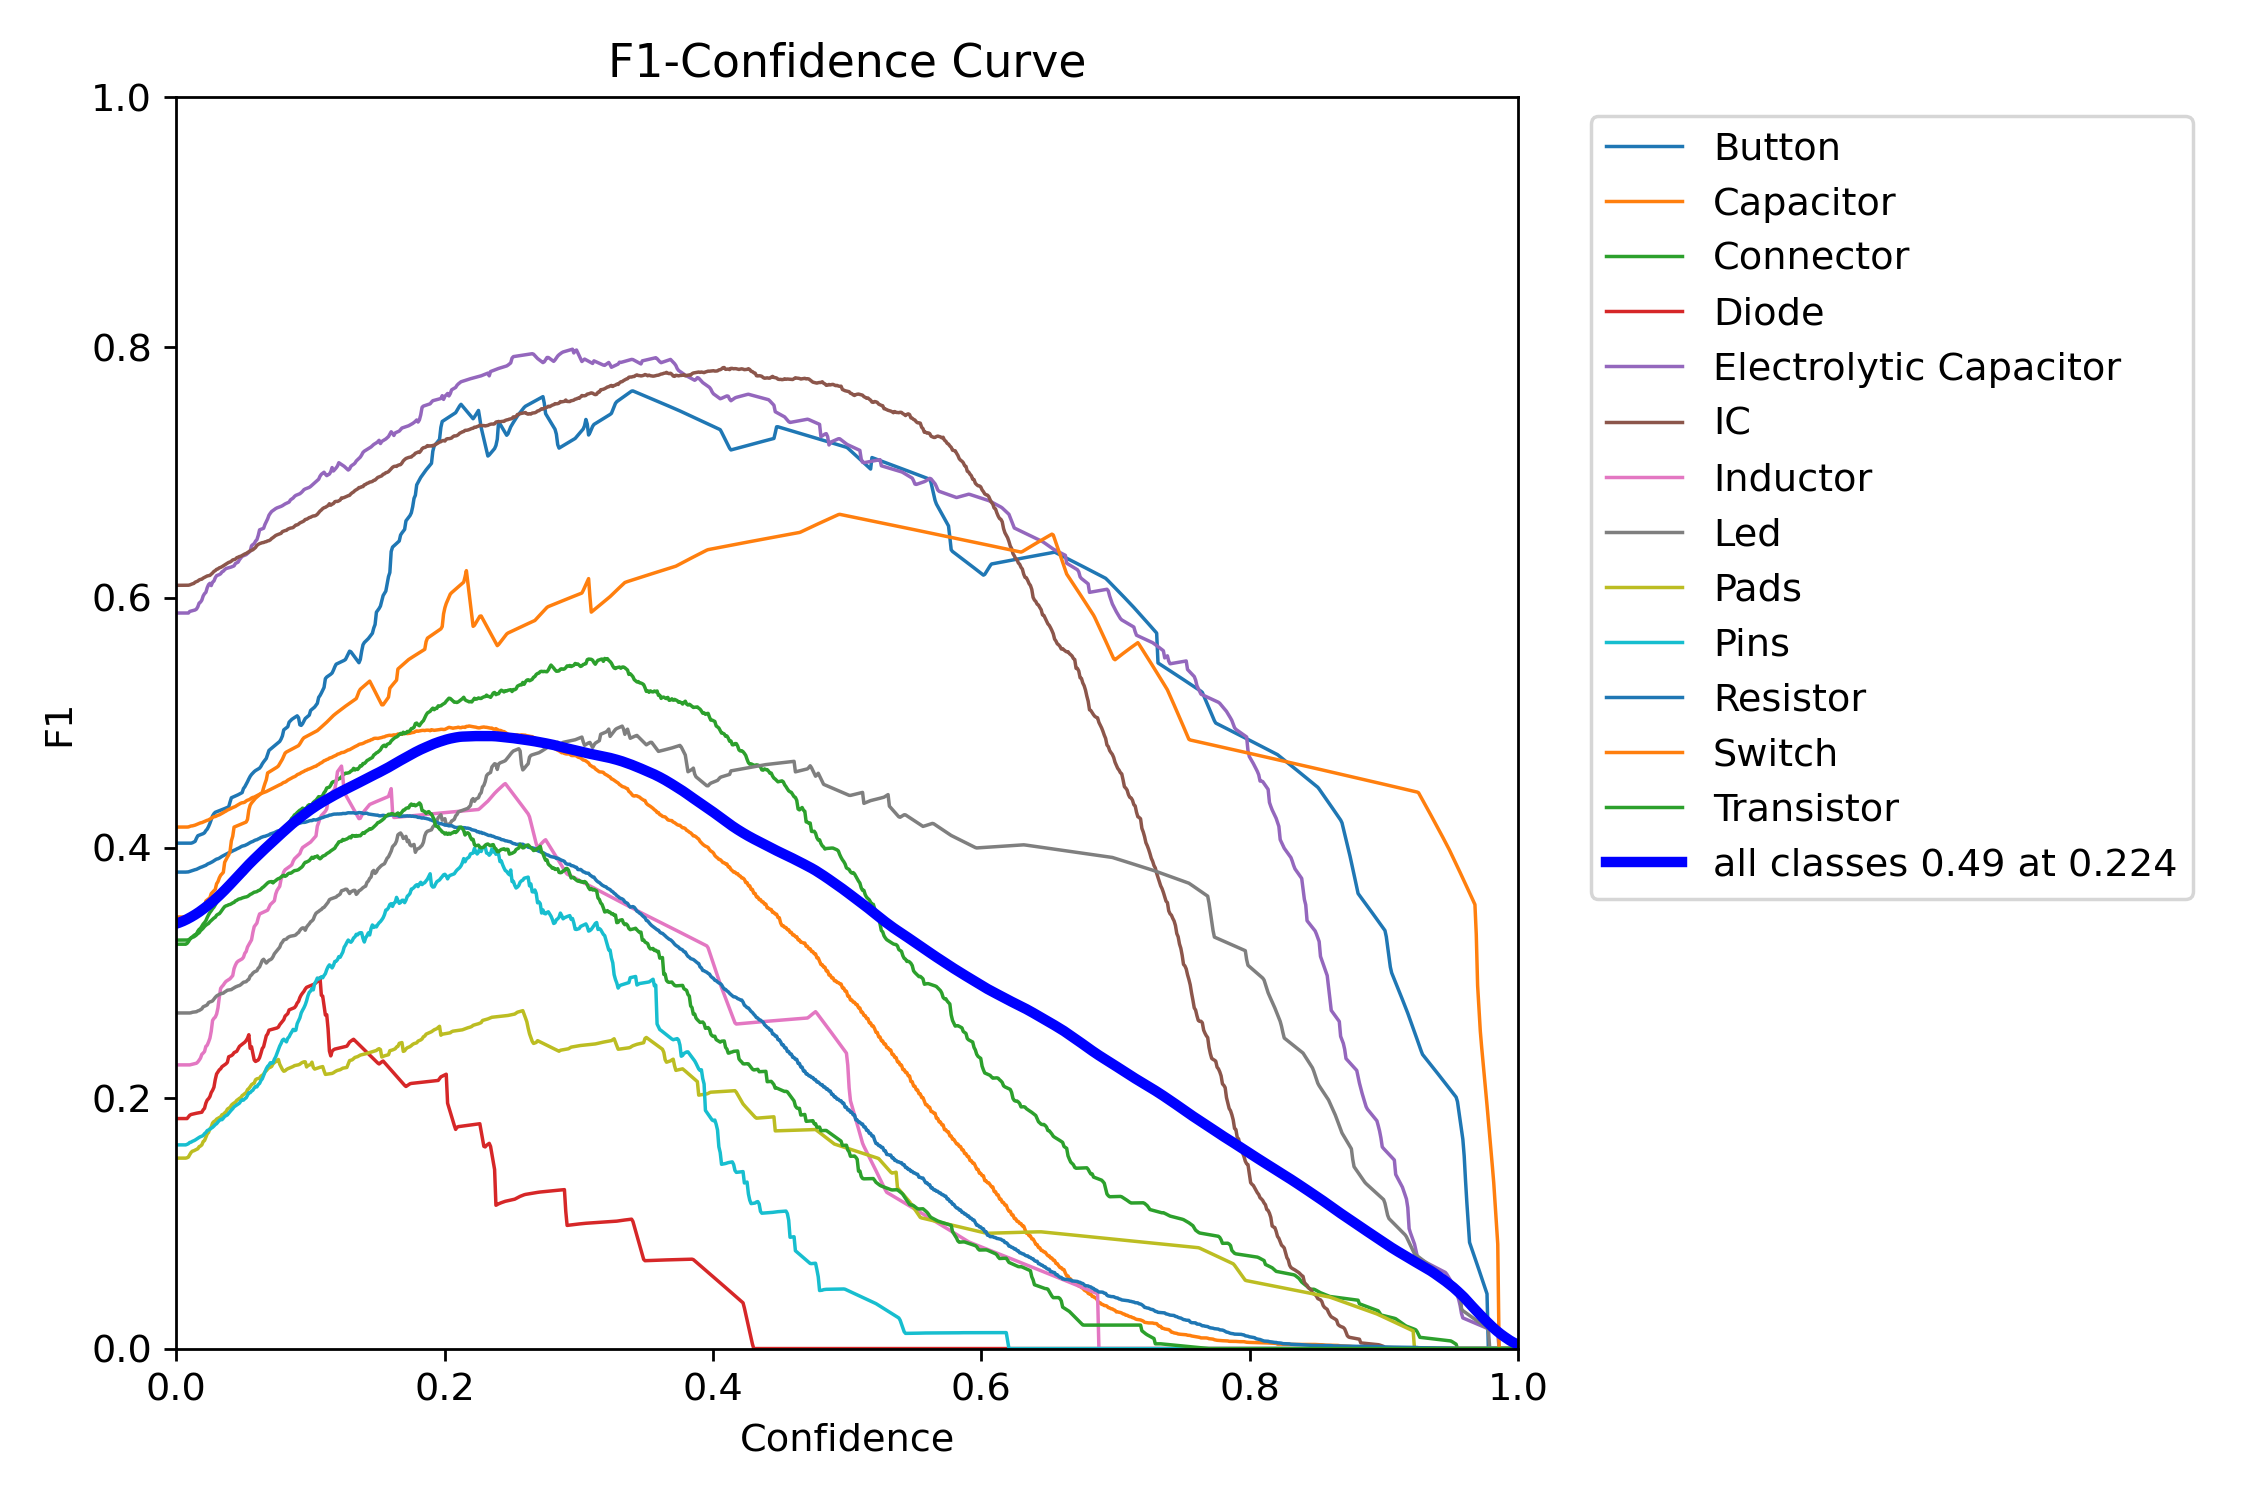 F1-Confidence Curve
1.0
0.8
0.6
0.4
0.2
0.0
F1
0.0 0.2 0.4 0.6 0.8 1.0
Confidence
Button
Capacitor
Connector
Diode
Electrolytic Capacitor
IC
Inductor
Led
Pads
Pins
Resistor
Switch
Transistor
all classes 0.49 at 0.224